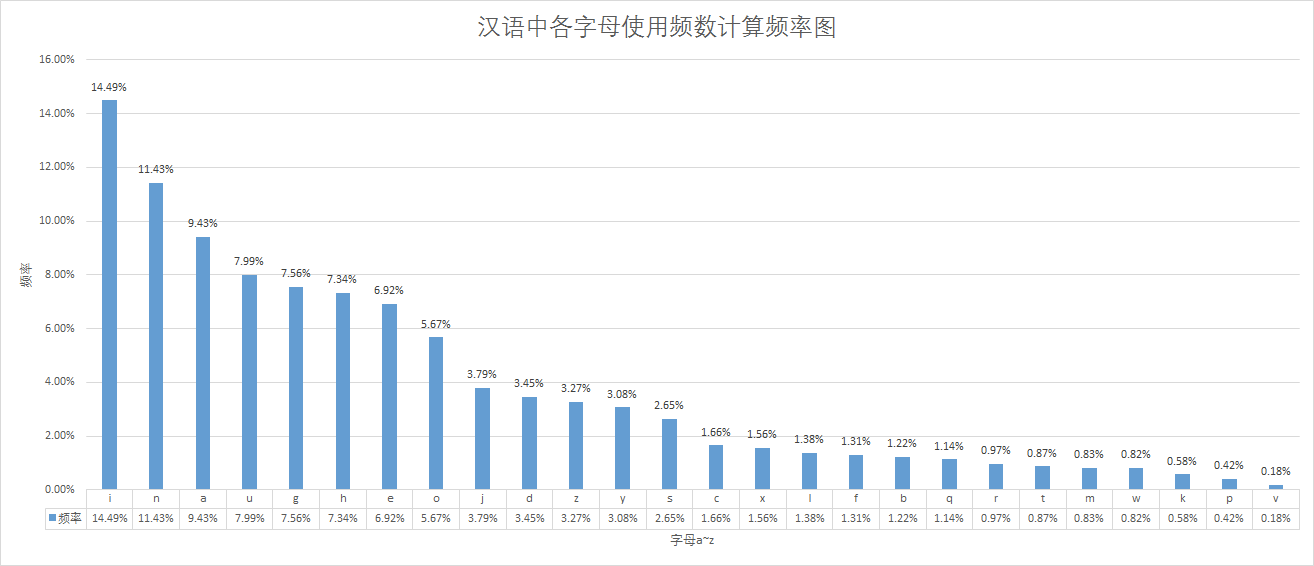 汉语中各字母使用频数计算频率图
16.00%
14.00%
12.00%
10.00%
8.00%
6.00%
4.00%
2.00%
0.00%
频率
14.49% 11.43% 9.43% 7.99% 7.56% 7.34% 6.92% 5.67% 3.79% 3.45% 3.27% 3.08% 2.65% 1.66% 1.56% 1.38% 1.31% 1.22% 1.14% 0.97% 0.87% 0.83% 0.82% 0.58% 0.42% 0.18%
i n a u g h e o j d z y s c x l f b q r t m w k p v
频率 14.49% 11.43% 9.43% 7.99% 7.56% 7.34% 6.92% 5.67% 3.79% 3.45% 3.27% 3.08% 2.65% 1.66% 1.56% 1.38% 1.31% 1.22% 1.14% 0.97% 0.87% 0.83% 0.82% 0.58% 0.42% 0.18%
字母a~z